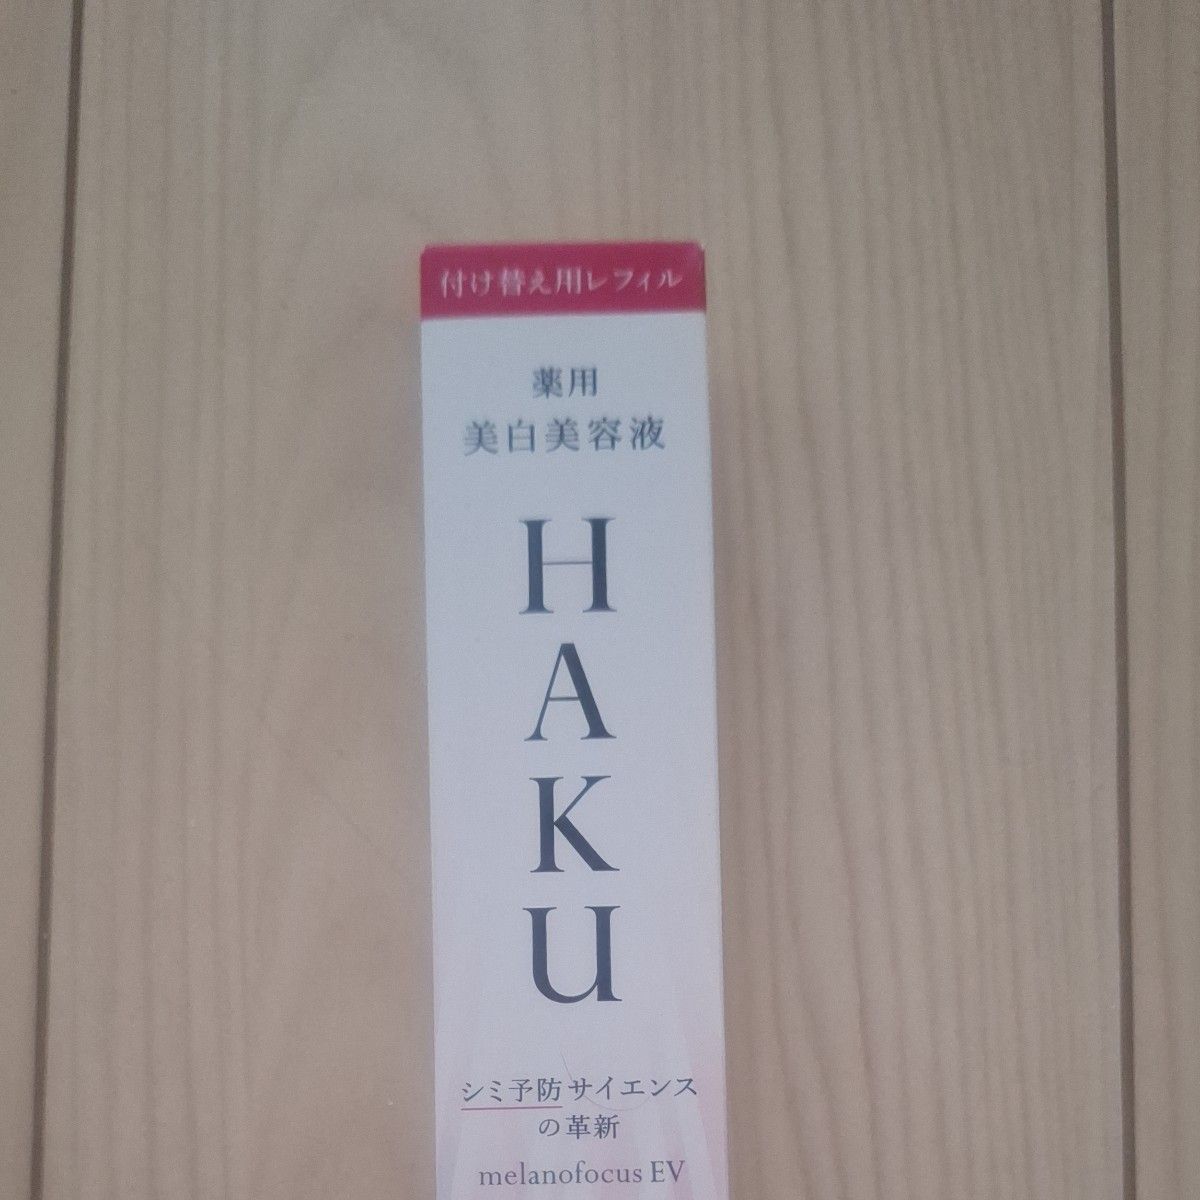 付け替え用レフィル
薬用
美白美容液
HAKU
シミ予防サイエンス
の革新
melanofocus EV